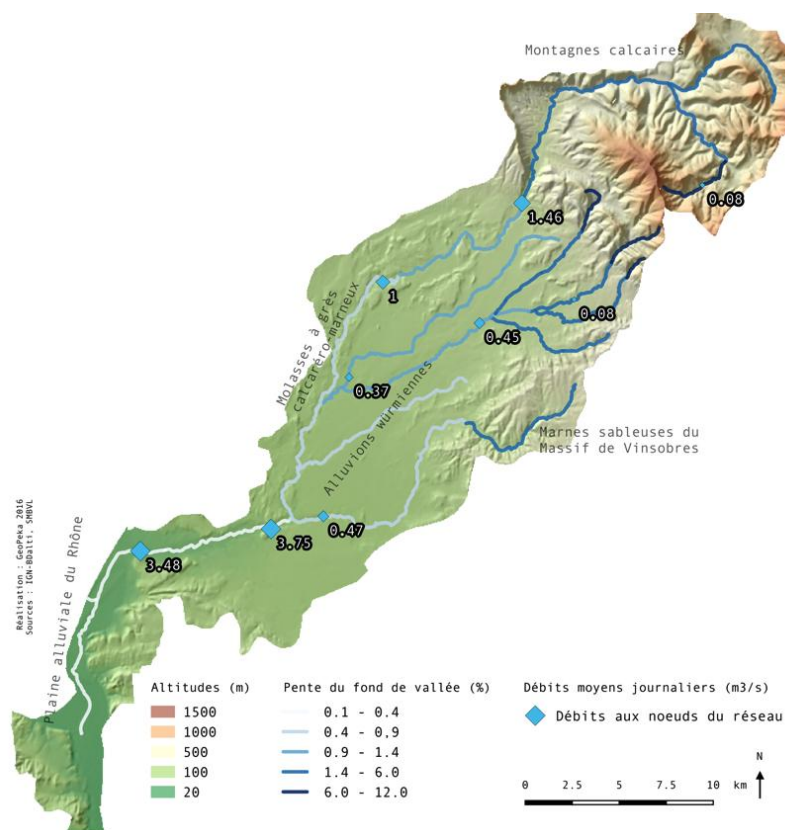 Montagnes calcaires
0.08
1.46
1
Molasses à grès
calcaréro-marneux
0.08
0.45
0.37
Alluvions würmiennes
Marnes sableuses du
Massif de Vinsobres
0.47
3.75
3.48
Plaine alluviale du Rhône
Réalisation : GeoPeka 2016
Sources : IGN-BDalti, SMBVL
Altitudes (m)
1500
1000
500
100
20
Pente du fond de vallée (%)
0.1 - 0.4
0.4 - 0.9
0.9 - 1.4
1.4 - 6.0
6.0 - 12.0
Débits moyens journaliers (m3/s)
Débits aux noeuds du réseau
N
0 2.5 5 7.5 10 km